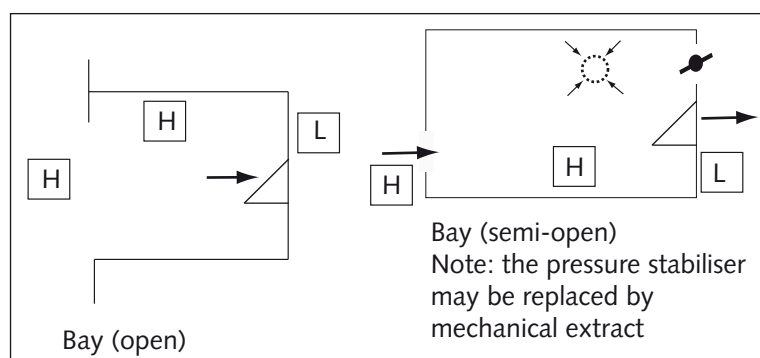 H
H
L
Bay (open)
H
H
L
Bay (semi-open)
Note: the pressure stabiliser
may be replaced by
mechanical extract